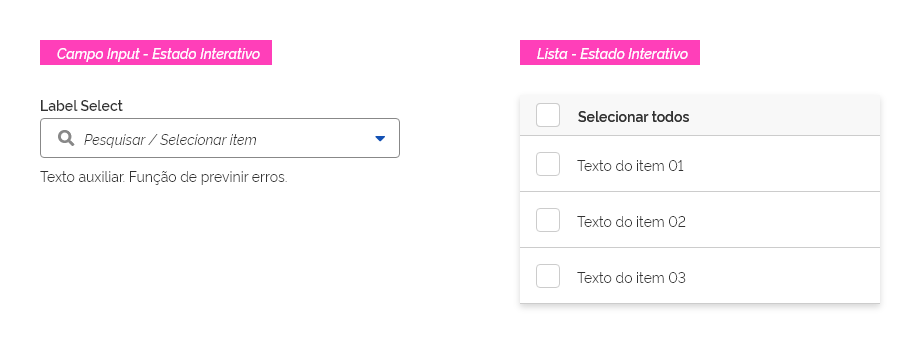 Campo Input - Estado Interativo
Label Select
Pesquisar / Selecionar item
Texto auxiliar. Função de previnir erros.
Lista - Estado Interativo
Selecionar todos
Texto do item 01
Texto do item 02
Texto do item 03